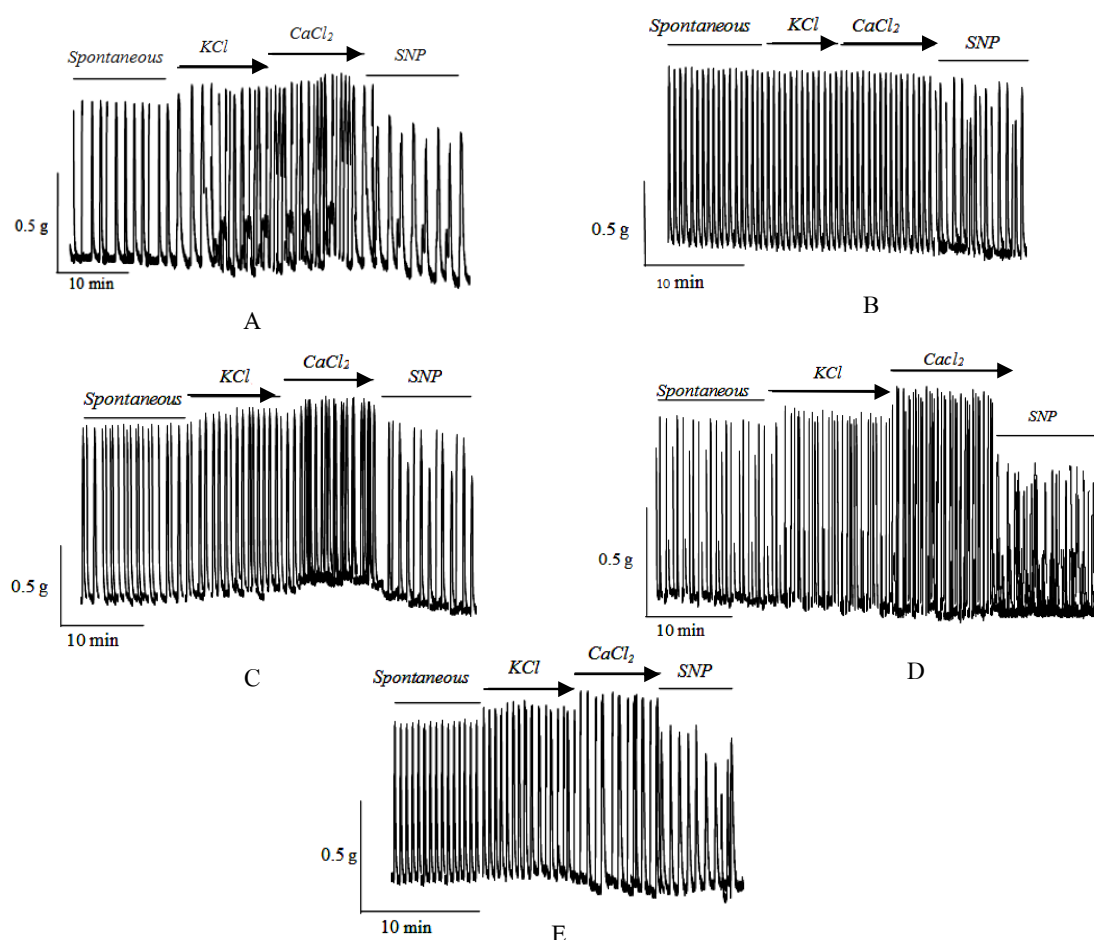 Spontaneous KCl CaCl2 SNP
0.5 g
10 min
A
Spontaneous KCl CaCl2 SNP
0.5 g
10 min
B
Spontaneous KCl CaCl2 SNP
0.5 g
10 min
C
Spontaneous KCl Cacl2 SNP
0.5 g
10 min
D
Spontaneous KCl CaCl2 SNP
0.5 g
10 min
E